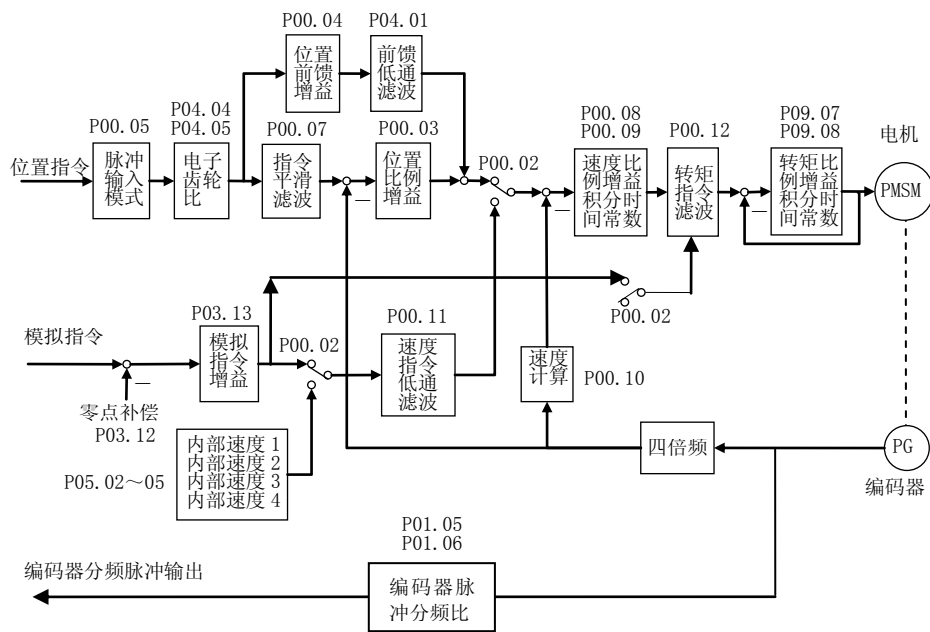 P00.04
P04.01
位置
前馈
增益
前馈
低通
滤波
P04.04
P04.05
P00.05
P00.07
P00.03
P00.02
P00.08
P00.09
P00.12
P09.07
P09.08
电机
位置指令
脉冲
输入
模式
电子
齿轮
比
指令
平滑
滤波
位置
比例
增益
速度比
例增益
积分时
间常数
转矩
指令
滤波
转矩比
例增益
积分时
间常数
PMSM
P00.02
模拟指令
P03.13
模拟
指令
增益
P00.02
P00.11
速度
指令
低通
滤波
速度
计算
P00.10
零点补偿
P03.12
P05.02～05
内部速度1
内部速度2
内部速度3
内部速度4
四倍频
PG
编码器
P01.05
P01.06
编码器分频脉冲输出
编码器脉
冲分频比